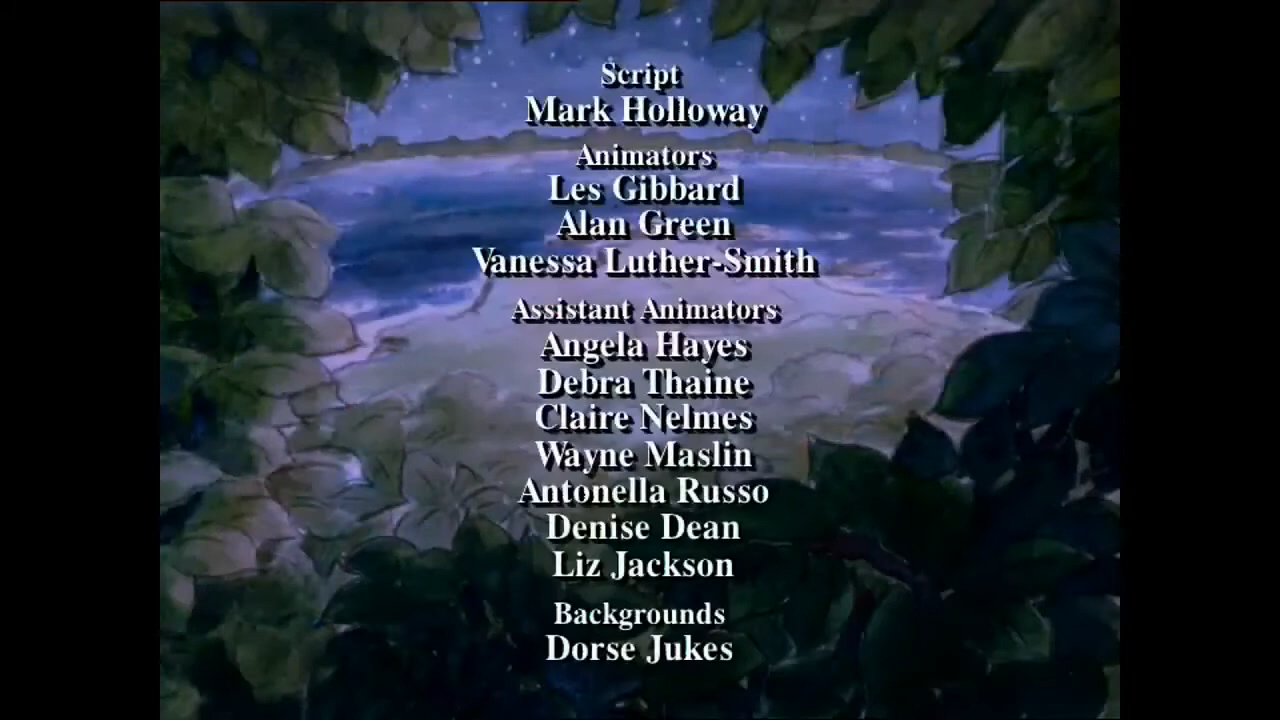 Script
Mark Holloway
Animators
Les Gibbard
Alan Green
Vanessa Luther-Smith
Assistant Animators
Angela Hayes
Debra Thaine
Claire Nelmes
Wayne Maslin
Antonella Russo
Denise Dean
Liz Jackson
Backgrounds
Dorse Jukes